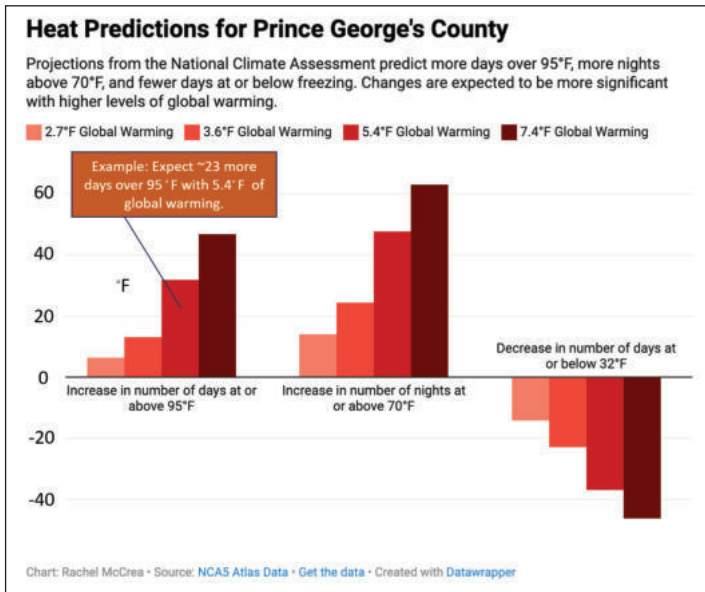 Heat Predictions for Prince George's County
Projections from the National Climate Assessment predict more days over 95°F, more nights
above 70°F, and fewer days at or below freezing. Changes are expected to be more significant
with higher levels of global warming.
2.7°F Global Warming 3.6°F Global Warming 5.4°F Global Warming 7.4°F Global Warming
Example: Expect ~23 more
days over 95°F with 5.4°F of
global warming.
60
40
°F
20
0
-20
-40
Increase in number of days at or
above 95°F
Increase in number of nights at
or above 70°F
Decrease in number of days at
or below 32°F
Chart: Rachel McCrea • Source: NCA5 Atlas Data • Get the data • Created with Datawrapper